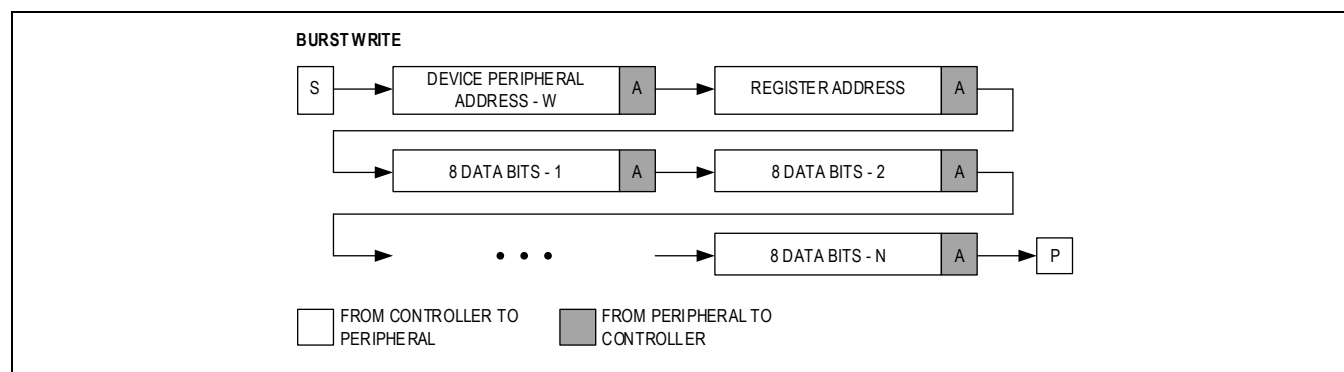 BURST WRITE
S
DEVICE PERIPHERAL
ADDRESS - W
A
REGISTER ADDRESS
A
8 DATA BITS - 1
A
8 DATA BITS - 2
A
• • •
8 DATA BITS - N
A
P
FROM CONTROLLER TO
PERIPHERAL
FROM PERIPHERAL TO
CONTROLLER